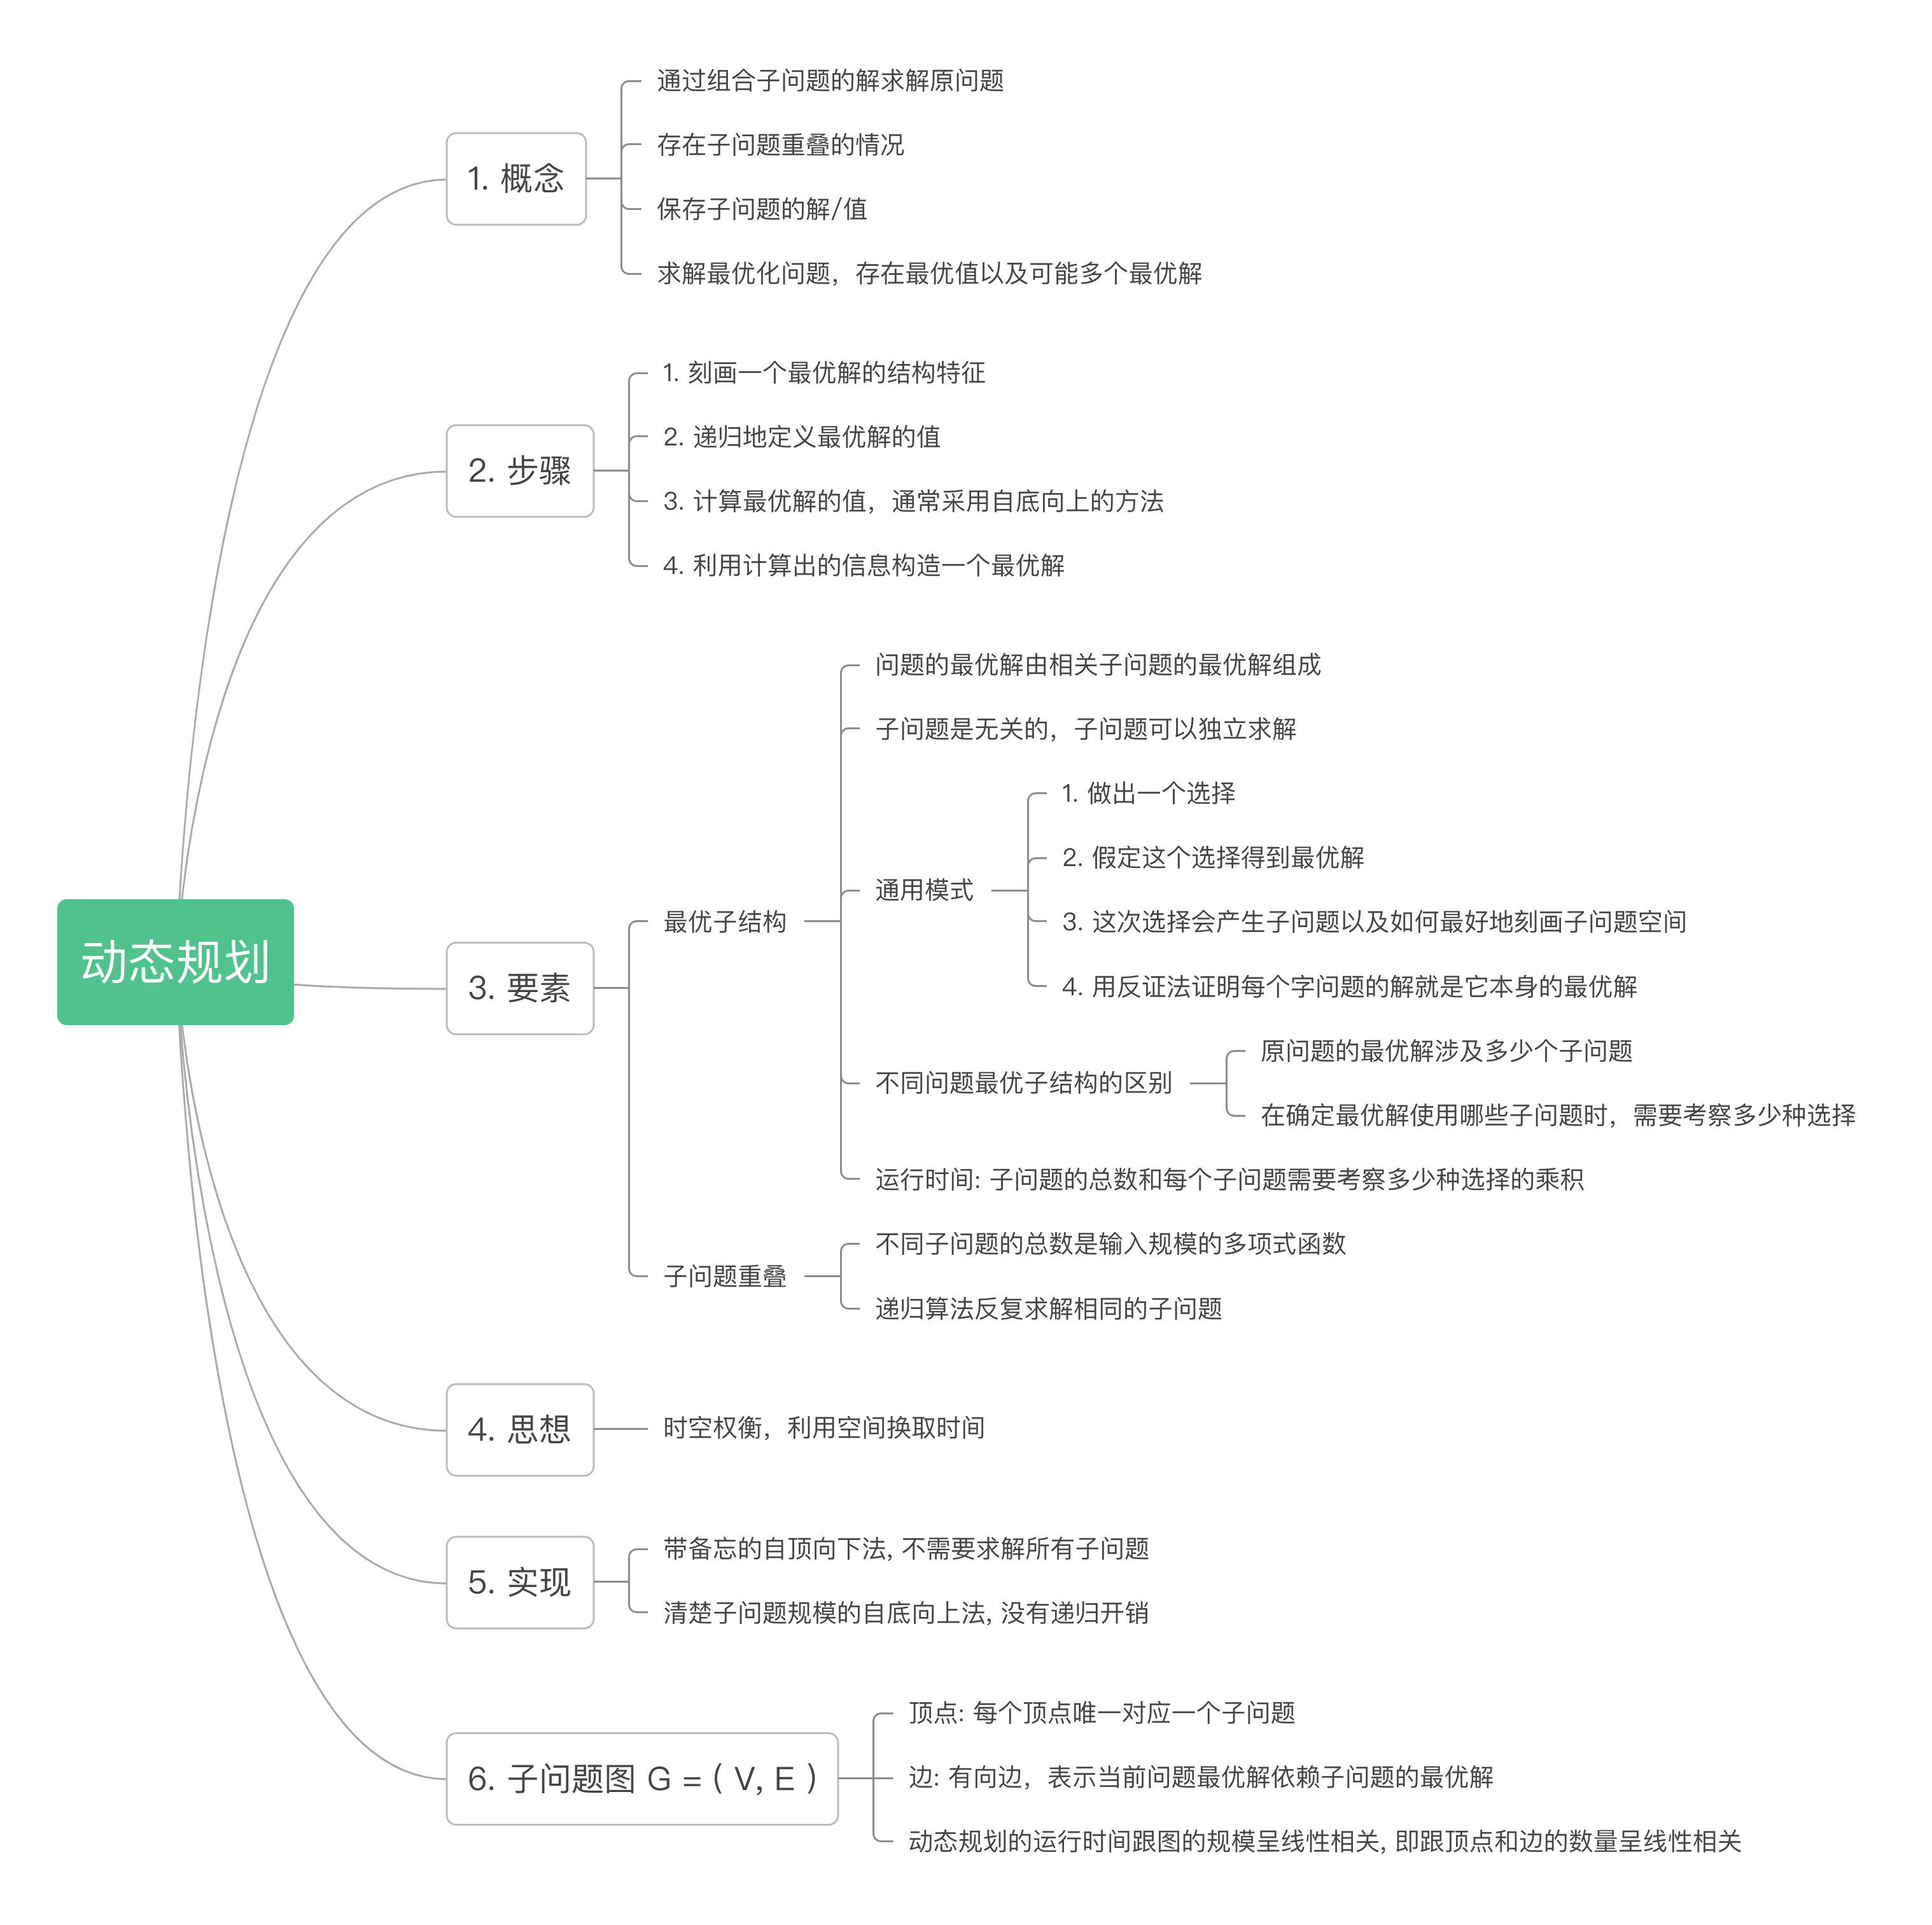 动态规划
1. 概念
通过组合子问题的解求解原问题
存在子问题重叠的情况
保存子问题的解/值
求解最优化问题，存在最优值以及可能多个最优解
2. 步骤
1. 刻画一个最优解的结构特征
2. 递归地定义最优解的值
3. 计算最优解的值，通常采用自底向上的方法
4. 利用计算出的信息构造一个最优解
3. 要素
最优子结构
问题的最优解由相关子问题的最优解组成
子问题是无关的，子问题可以独立求解
通用模式
1. 做出一个选择
2. 假定这个选择得到最优解
3. 这次选择会产生子问题以及如何最好地刻画子问题空间
4. 用反证法证明每个字问题的解就是它本身的最优解
不同问题最优子结构的区别
原问题的最优解涉及多少个子问题
在确定最优解使用哪些子问题时，需要考察多少种选择
运行时间: 子问题的总数和每个子问题需要考察多少种选择的乘积
子问题重叠
不同子问题的总数是输入规模的多项式函数
递归算法反复求解相同的子问题
4. 思想
时空权衡，利用空间换取时间
5. 实现
带备忘的自顶向下法, 不需要求解所有子问题
清楚子问题规模的自底向上法, 没有递归开销
6. 子问题图 G = ( V, E )
顶点: 每个顶点唯一对应一个子问题
边: 有向边，表示当前问题最优解依赖子问题的最优解
动态规划的运行时间跟图的规模呈线性相关, 即跟顶点和边的数量呈线性相关